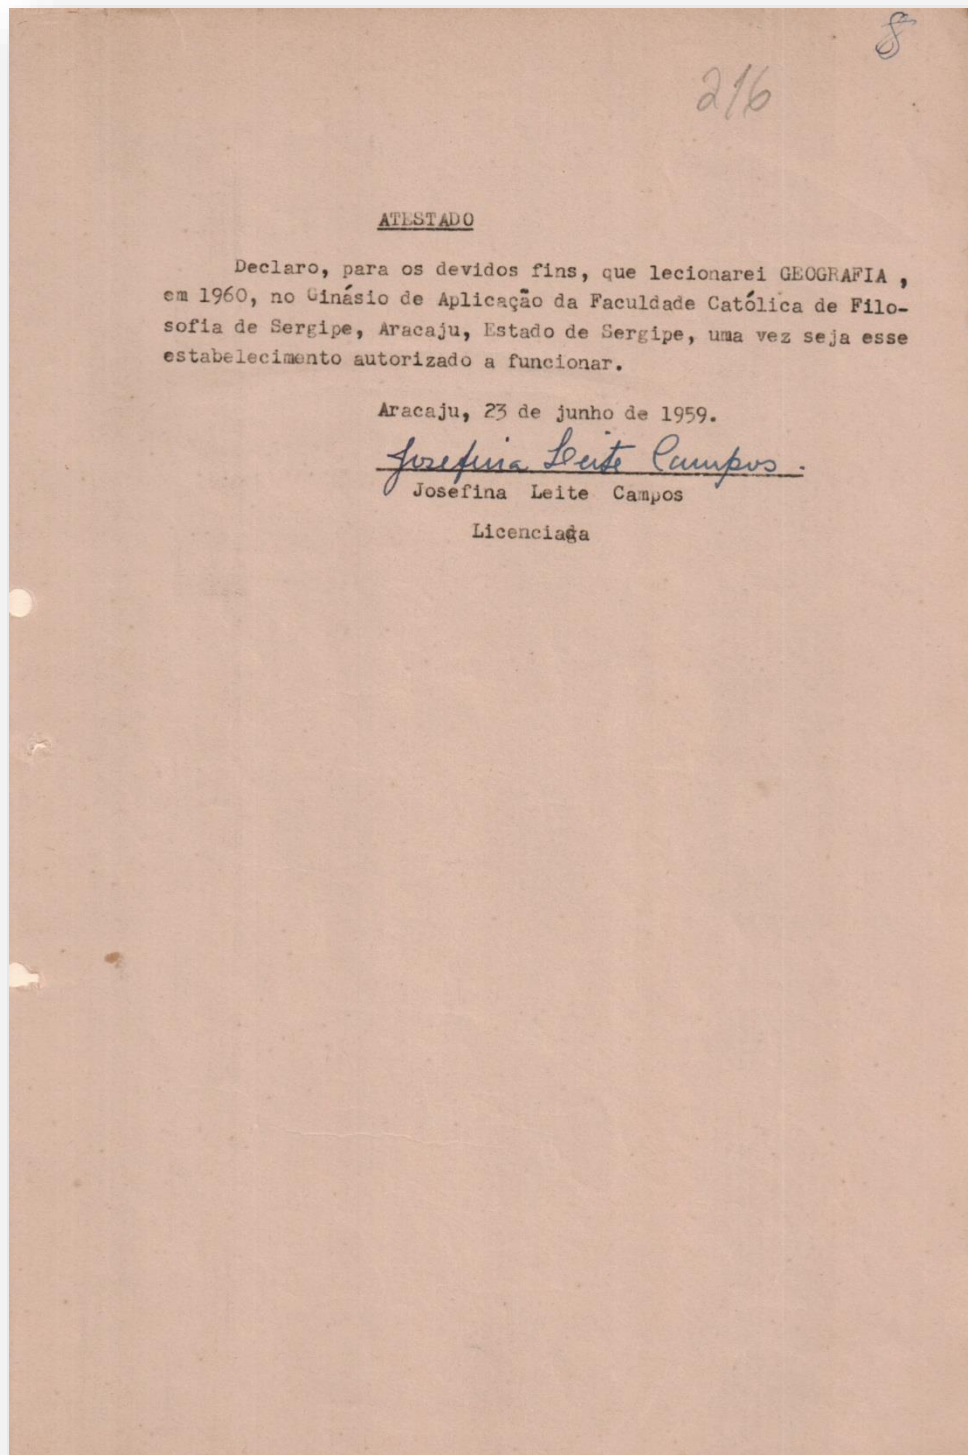 8
216
ATESTADO
Declaro, para os devidos fins, que lecionarei GEOGRAFIA ,
em 1960, no Ginásio de Aplicação da Faculdade Católica de Filo-
sofia de Sergipe, Aracaju, Estado de Sergipe, uma vez seja esse
estabelecimento autorizado a funcionar.
Aracaju, 23 de junho de 1959.
Josefina Leite Campos.
Josefina Leite Campos
Licenciada